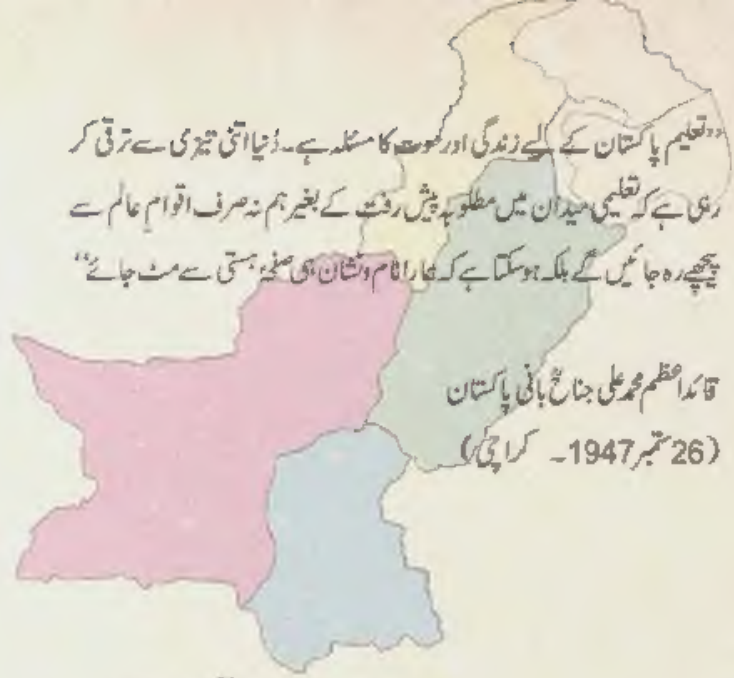 ”تعلیم پاکستان کے لیے زندگی اور موت کا مسئلہ ہے۔ دُنیا اتنی تیزی سے ترقی کر
رہی ہے کہ تعلیمی میدان میں مطلوبہ پیش رفت کے بغیر ہم نہ صرف اقوامِ عالم سے
پیچھے رہ جائیں گے بلکہ ہوسکتا ہے کہ ہمارا نام ونشان ہی صفحۂ ہستی سے مٹ جائے“
قائداعظم محمد علی جناحؒ بانی پاکستان
(26 ستمبر 1947۔ کراچی)